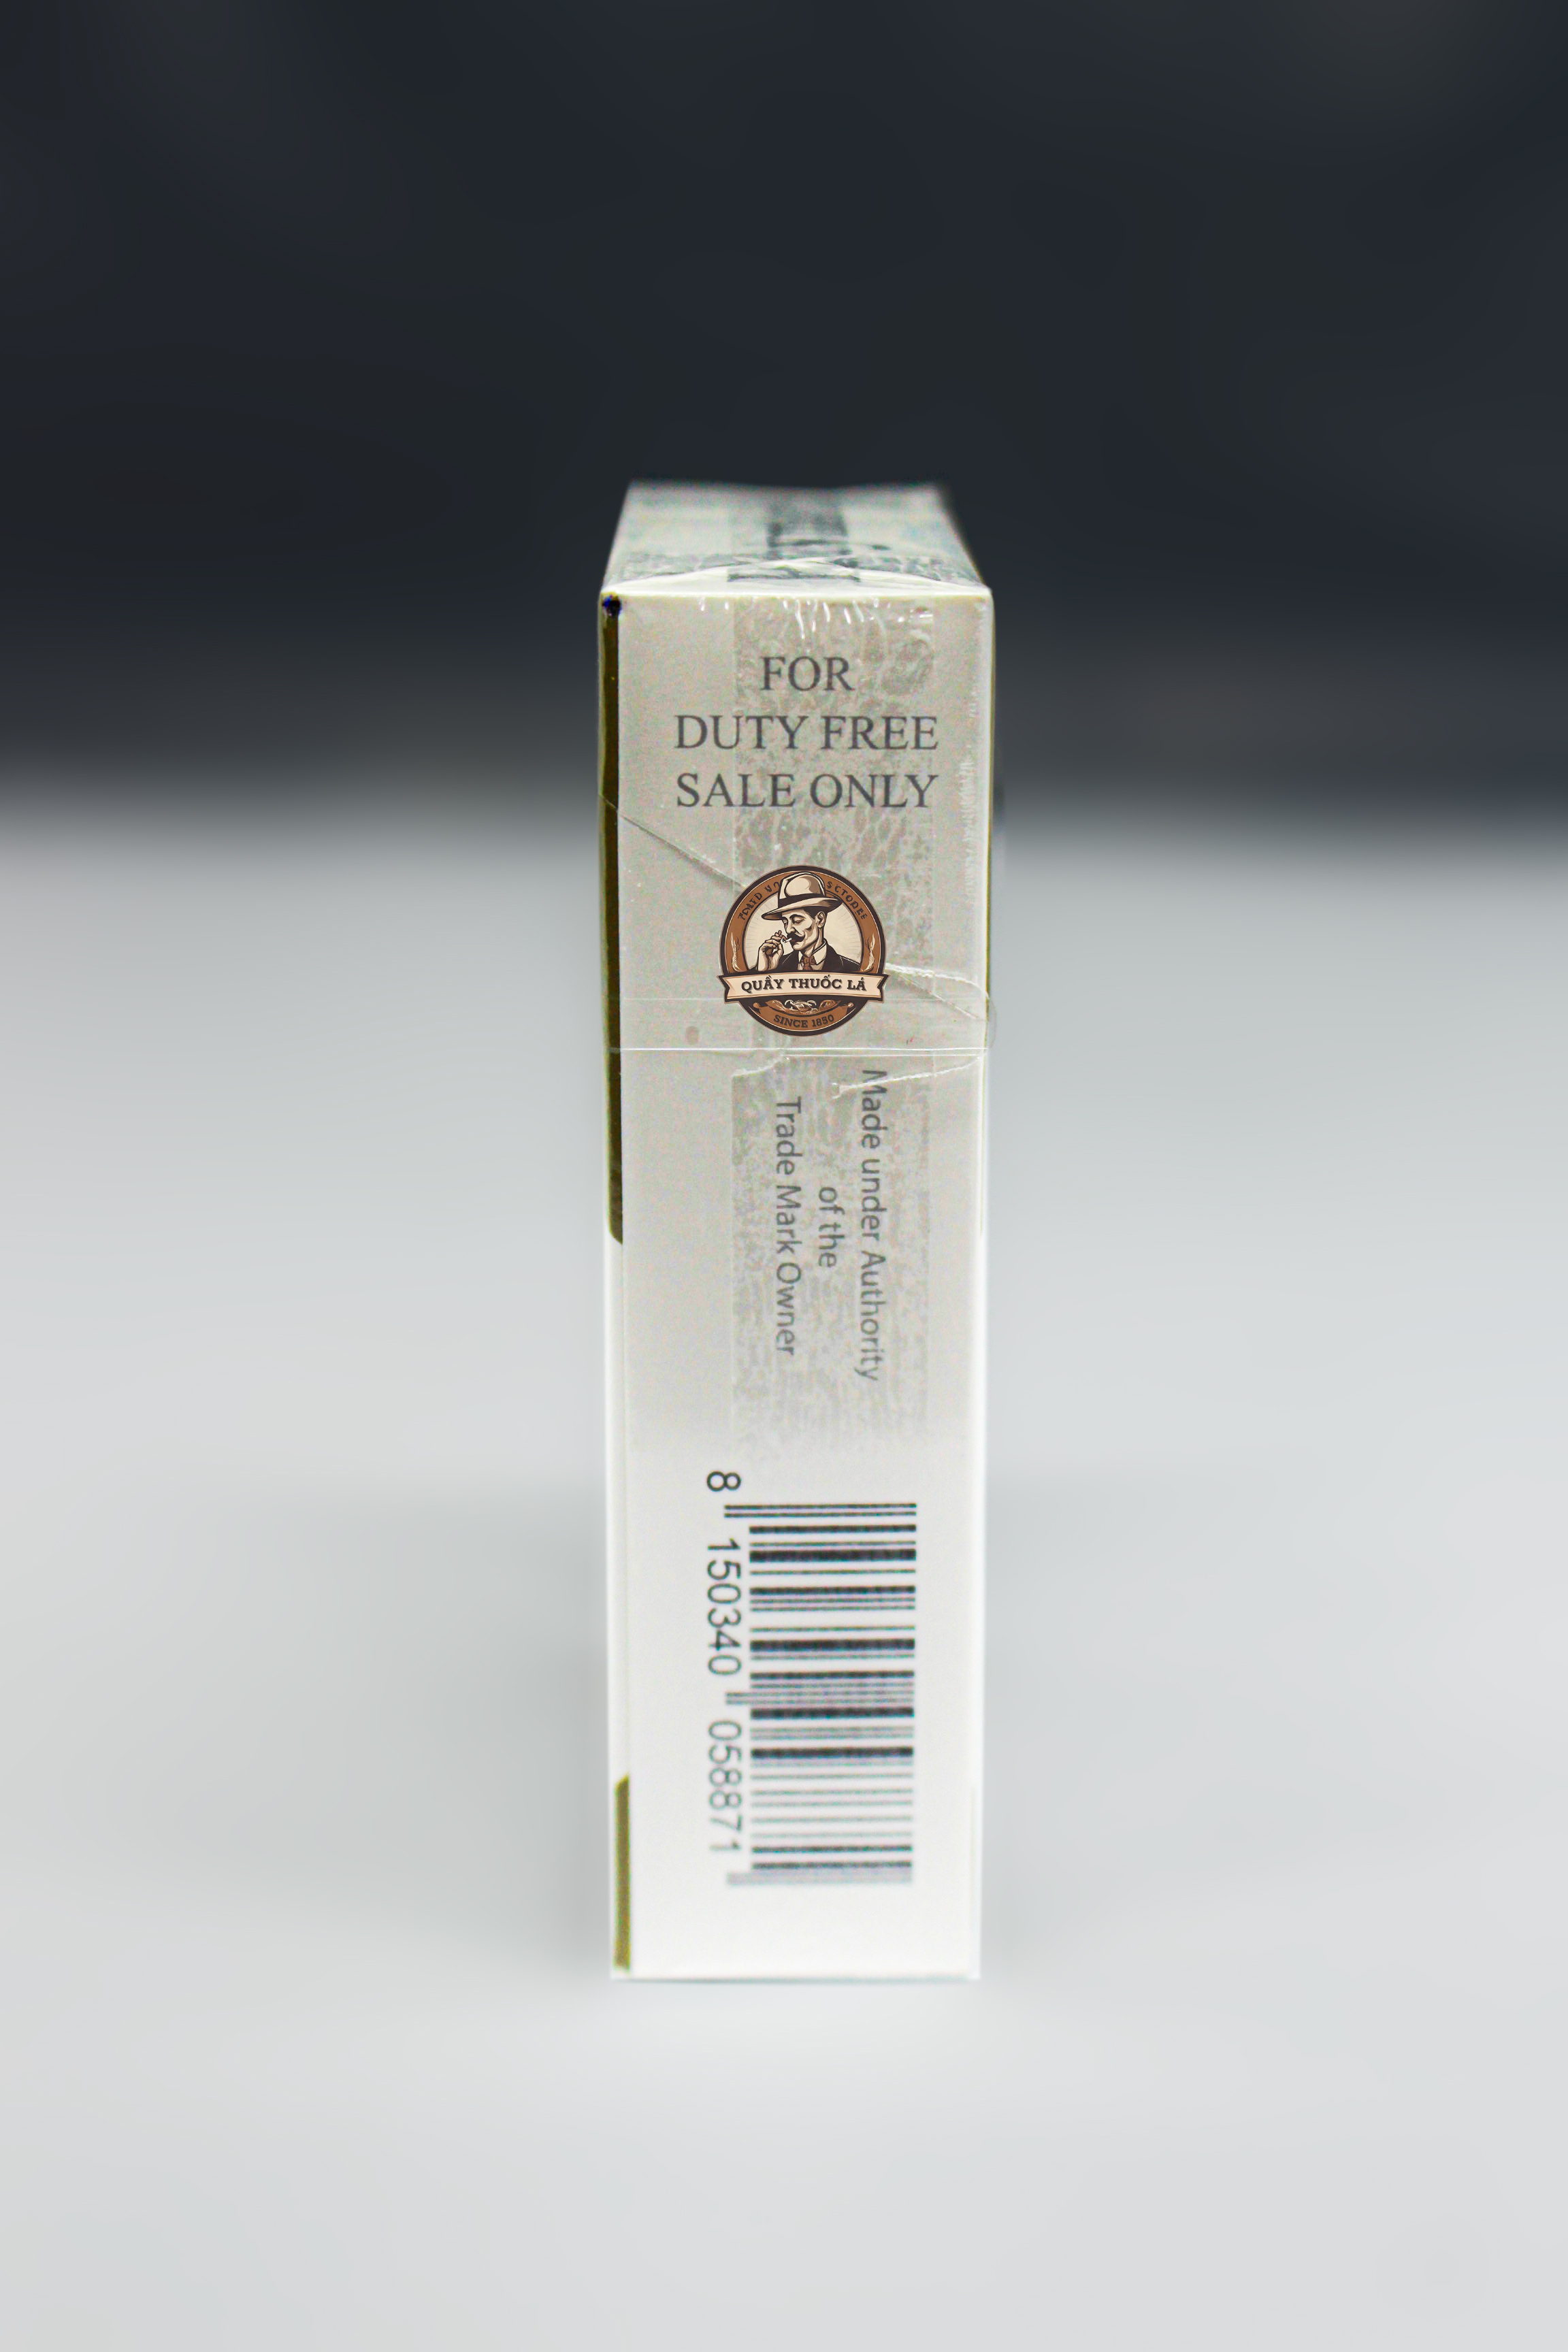 FOR
DUTY FREE
SALE ONLY
QUẦY THUỐC LÁ
SINCE 1880
Made under Authority
of the
Trade Mark Owner
8 150340 058871